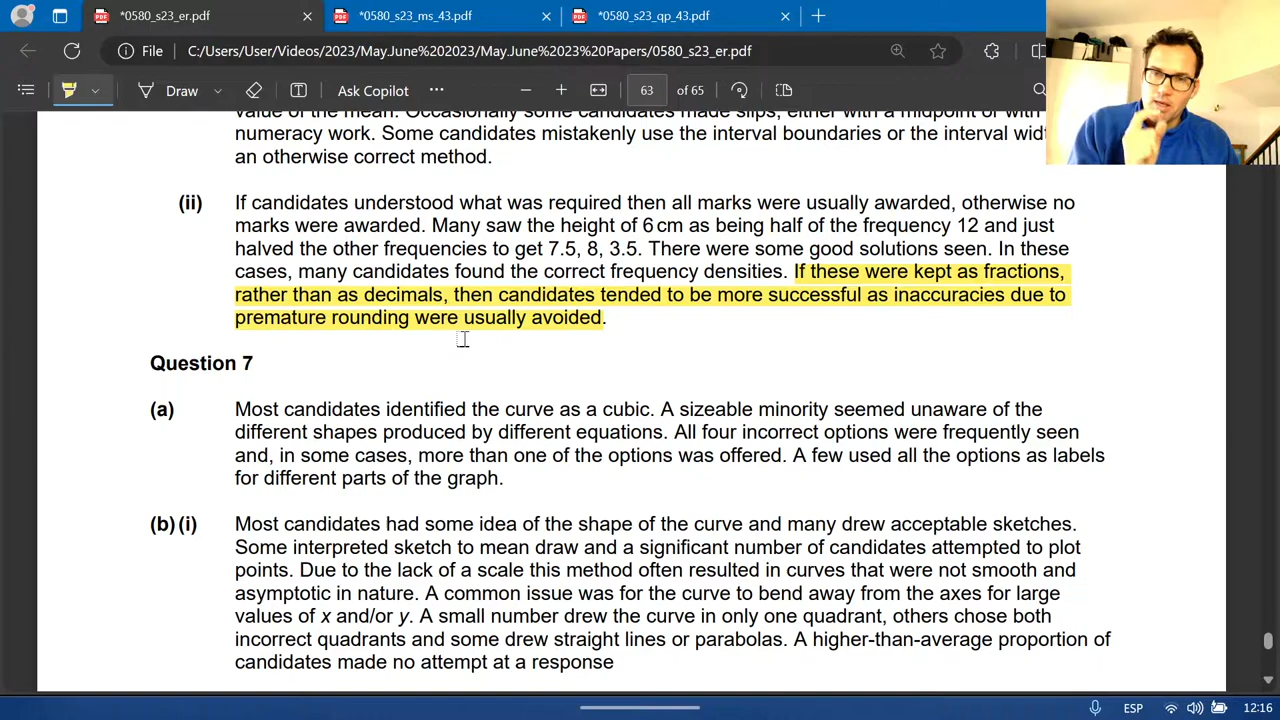 *0580_s23_er.pdf
*0580_s23_ms_43.pdf
*0580_s23_qp_43.pdf
File
C:/Users/User/Videos/2023/May.June%202023/May.June%2023%20Papers/0580_s23_er.pdf
Draw
Ask Copilot
63
of 65
value of the mean. Occasionally some candidates made slips, either with a midpoint or with
numeracy work. Some candidates mistakenly use the interval boundaries or the interval
an otherwise correct method.
(ii) If candidates understood what was required then all marks were usually awarded, otherwise no
marks were awarded. Many saw the height of 6 cm as being half of the frequency 12 and just
halved the other frequencies to get 7.5, 8, 3.5. There were some good solutions seen. In these
cases, many candidates found the correct frequency densities. If these were kept as fractions,
rather than as decimals, then candidates tended to be more successful as inaccuracies due to
premature rounding were usually avoided.
Question 7
(a) Most candidates identified the curve as a cubic. A sizeable minority seemed unaware of the
different shapes produced by different equations. All four incorrect options were frequently seen
and, in some cases, more than one of the options was offered. A few used all the options as labels
for different parts of the graph.
(b) (i) Most candidates had some idea of the shape of the curve and many drew acceptable sketches.
Some interpreted sketch to mean draw and a significant number of candidates attempted to plot
points. Due to the lack of a scale this method often resulted in curves that were not smooth and
asymptotic in nature. A common issue was for the curve to bend away from the axes for large
values of x and/or y. A small number drew the curve in only one quadrant, others chose both
incorrect quadrants and some drew straight lines or parabolas. A higher-than-average proportion of
candidates made no attempt at a response
ESP
12:16